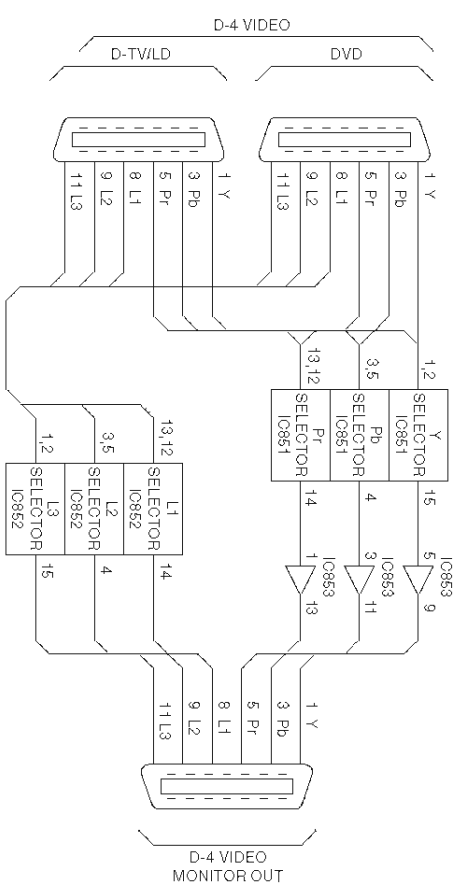 D-4 VIDEO
D-TV/LD
DVD
11 L3
9 L2
8 L1
5 Pr
3 Pb
1 Y
11 L3
9 L2
8 L1
5 Pr
3 Pb
1 Y
13,12
3,5
1,2
Pr
SELECTOR
IC851
Pb
SELECTOR
IC851
Y
SELECTOR
IC851
14
4
15
1
IC853
13
3
IC853
11
5
IC853
9
1,2
3,5
13,12
L3
SELECTOR
IC852
L2
SELECTOR
IC852
L1
SELECTOR
IC852
15
4
14
11 L3
9 L2
8 L1
5 Pr
3 Pb
1 Y
D-4 VIDEO
MONITOR OUT